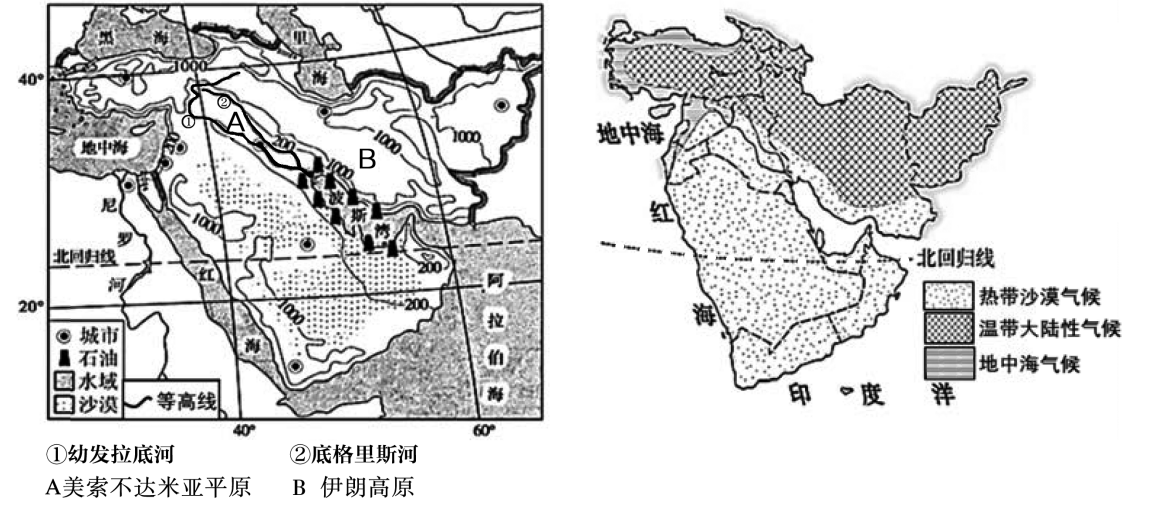 黑海
里海
1000
40°
①
②
A
B
200
1000
1000
1000
地中海
尼罗河
1000
波斯湾
北回归线
红海
200
200
阿拉伯海
20°
1000
城市
石油
水域
沙漠
等高线
40°
60°
①幼发拉底河 ②底格里斯河
A美索不达米亚平原 B 伊朗高原
地中海
红海
北回归线
热带沙漠气候
温带大陆性气候
地中海气候
印度洋